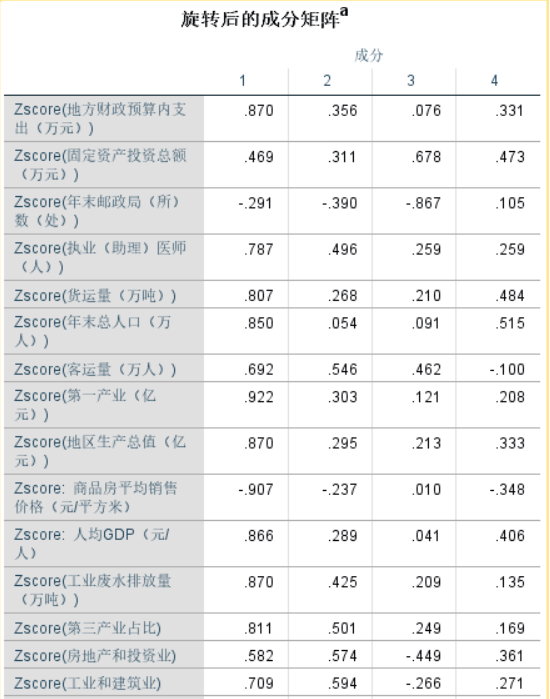 旋转后的成分矩阵a
成分
1 2 3 4
Zscore(地方财政预算内支 .870 .356 .076 .331
出（万元）)
Zscore(固定资产投资总额 .469 .311 .678 .473
（万元）)
Zscore(年末邮政局（所） -.291 -.390 -.867 .105
数（处）)
Zscore(执业（助理）医师 .787 .496 .259 .259
（人）)
Zscore(货运量（万吨）) .807 .268 .210 .484
Zscore(年末总人口（万 .850 .054 .091 .515
人）)
Zscore(客运量（万人）) .692 .546 .462 -.100
Zscore(第一产业（亿 .922 .303 .121 .208
元）)
Zscore(地区生产总值（亿 .870 .295 .213 .333
元）)
Zscore: 商品房平均销售 -.907 -.237 .010 -.348
价格（元/平方米）
Zscore: 人均GDP（元/ .866 .289 .041 .406
人）
Zscore(工业废水排放量 .870 .425 .209 .135
（万吨）)
Zscore(第三产业占比) .811 .501 .249 .169
Zscore(房地产和投资业) .582 .574 -.449 .361
Zscore(工业和建筑业) .709 .594 -.266 .271